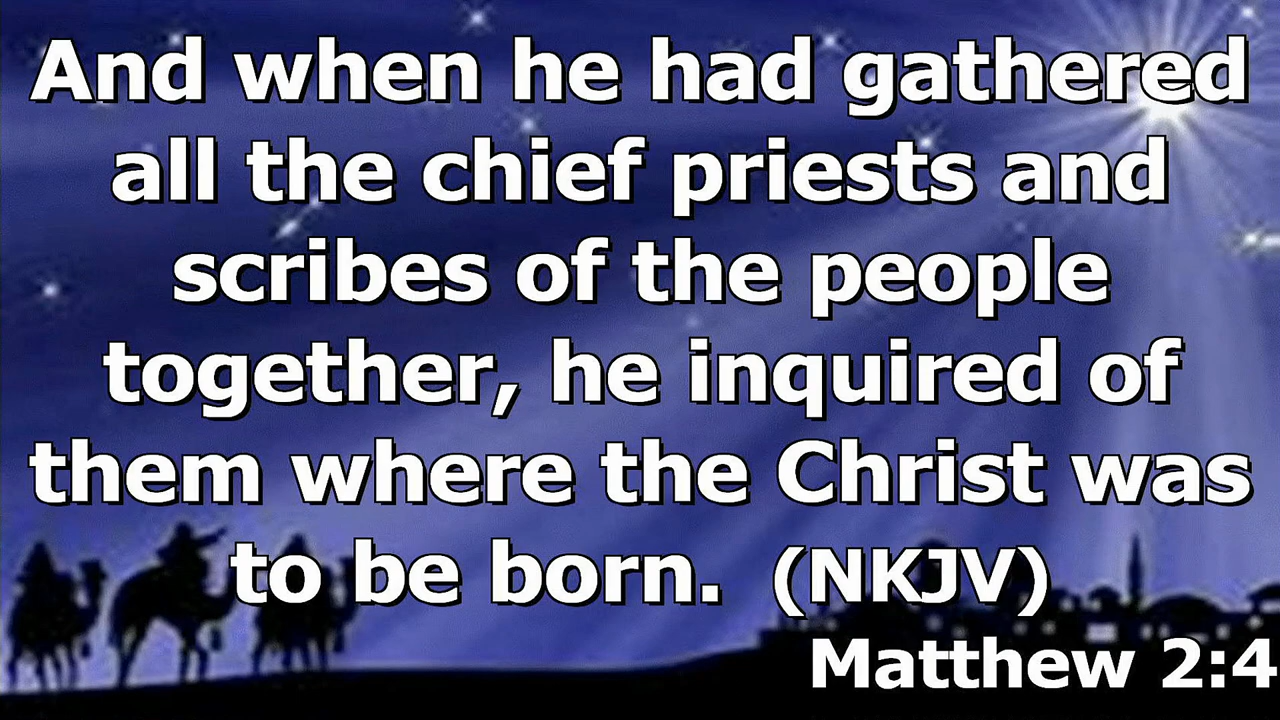 And when he had gathered
all the chief priests and
scribes of the people
together, he inquired of
them where the Christ was
to be born. (NKJV)
Matthew 2:4